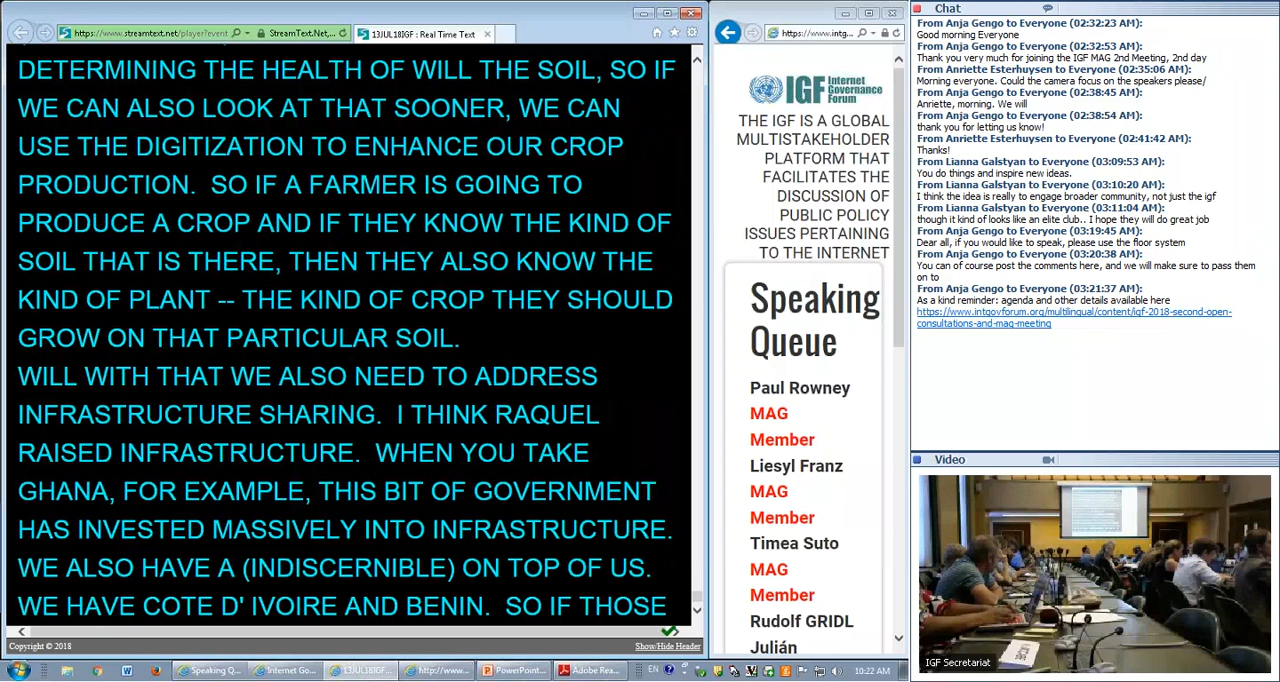 https://www.streamtext.net/player?event
StreamText.Net,...
13JUL18IGF : Real Time Text
DETERMINING THE HEALTH OF WILL THE SOIL, SO IF
WE CAN ALSO LOOK AT THAT SOONER, WE CAN
USE THE DIGITIZATION TO ENHANCE OUR CROP
PRODUCTION.  SO IF A FARMER IS GOING TO
PRODUCE A CROP AND IF THEY KNOW THE KIND OF
SOIL THAT IS THERE, THEN THEY ALSO KNOW THE
KIND OF PLANT -- THE KIND OF CROP THEY SHOULD
GROW ON THAT PARTICULAR SOIL.
WILL WITH THAT WE ALSO NEED TO ADDRESS
INFRASTRUCTURE SHARING.  I THINK RAQUEL
RAISED INFRASTRUCTURE.  WHEN YOU TAKE
GHANA, FOR EXAMPLE, THIS BIT OF GOVERNMENT
HAS INVESTED MASSIVELY INTO INFRASTRUCTURE.
WE ALSO HAVE A (INDISCERNIBLE) ON TOP OF US.
WE HAVE COTE D' IVOIRE AND BENIN.  SO IF THOSE
Copyright © 2018
Show/Hide Header
https://www.intg...
IGF Internet
Governance
Forum
THE IGF IS A GLOBAL
MULTISTAKEHOLDER
PLATFORM THAT
FACILITATES THE
DISCUSSION OF
PUBLIC POLICY
ISSUES PERTAINING
TO THE INTERNET
Speaking
Queue
Paul Rowney
MAG
Member
Liesyl Franz
MAG
Member
Timea Suto
MAG
Member
Rudolf GRIDL
Julián
Chat
From Anja Gengo to Everyone (02:32:23 AM):
Good morning Everyone
From Anja Gengo to Everyone (02:32:53 AM):
Thank you very much for joining the IGF MAG 2nd Meeting, 2nd day
From Anriette Esterhuysen to Everyone (02:35:06 AM):
Morning everyone. Could the camera focus on the speakers please/
From Anja Gengo to Everyone (02:38:45 AM):
Anriette, morning. We will
From Anja Gengo to Everyone (02:38:54 AM):
thank you for letting us know!
From Anriette Esterhuysen to Everyone (02:41:42 AM):
Thanks!
From Lianna Galstyan to Everyone (03:09:53 AM):
You do things and inspire new ideas.
From Lianna Galstyan to Everyone (03:10:20 AM):
I think the idea is really to engage broader community, not just the igf
From Lianna Galstyan to Everyone (03:11:04 AM):
though it kind of looks like an elite club.. I hope they will do great job
From Anja Gengo to Everyone (03:19:45 AM):
Dear all, if you would like to speak, please use the floor system
From Anja Gengo to Everyone (03:20:38 AM):
You can of course post the comments here, and we will make sure to pass them
on to
From Anja Gengo to Everyone (03:21:37 AM):
As a kind reminder: agenda and other details available here
https://www.intgovforum.org/multilingual/content/igf-2018-second-open-
consultations-and-mag-meeting
Video
IGF Secretariat
Speaking Q...
Internet Go...
13JUL18IGF...
http://www...
PowerPoint...
Adobe Rea...
EN
10:22 AM